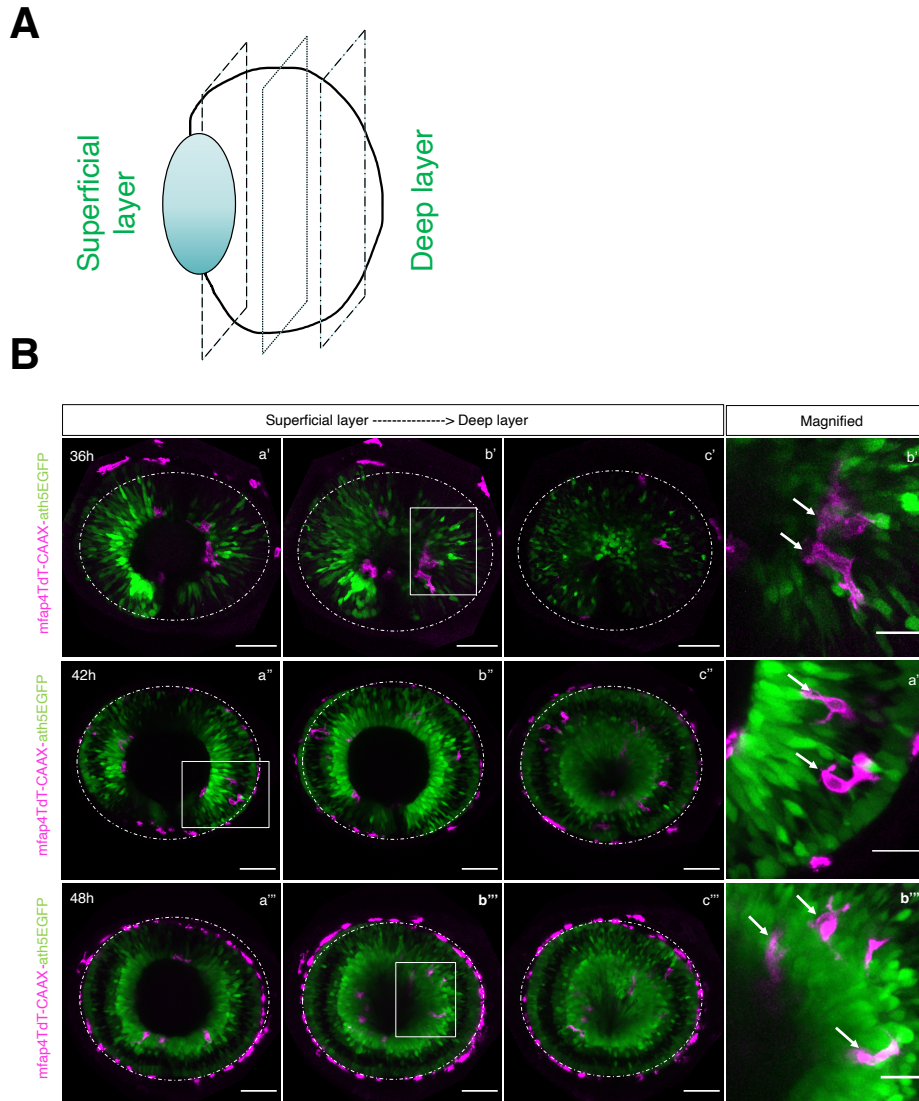 A
Superficial
layer
Deep layer
B
Superficial layer --------------> Deep layer
Magnified
mfap4TdT-CAAX-ath5EGFP
36h
a'
b'
c'
b'
mfap4TdT-CAAX-ath5EGFP
42h
a''
b''
c''
mfap4TdT-CAAX-ath5EGFP
48h
a'''
b'''
c'''
b'''